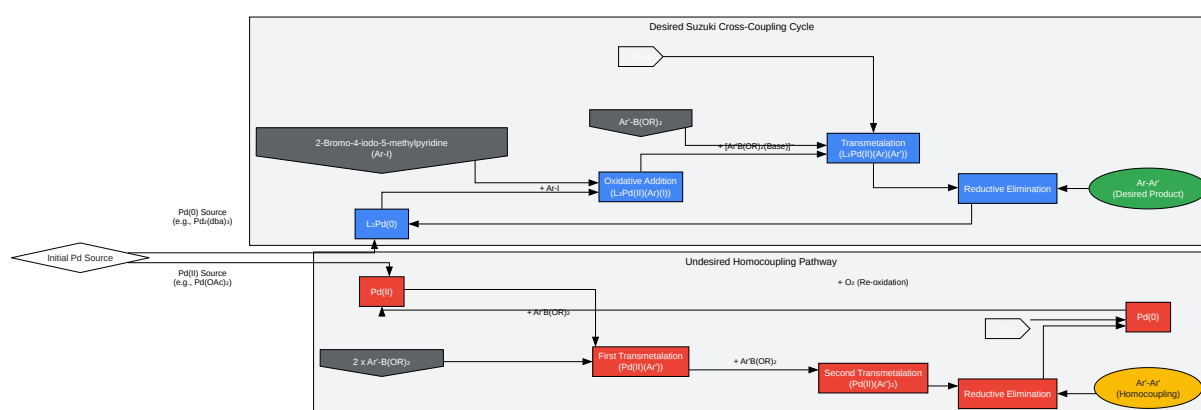 Desired Suzuki Cross-Coupling Cycle
Ar'-B(OR)₂
2-Bromo-4-iodo-5-methylpyridine
(Ar-I)
+ [Ar'B(OR)₂(Base)]⁻
Transmetalation
(L₂Pd(II)(Ar)(Ar'))
+ Ar-I
Oxidative Addition
(L₂Pd(II)(Ar)(I))
Reductive Elimination
Ar-Ar'
(Desired Product)
Pd(0) Source
(e.g., Pd₂(dba)₃)
L₂Pd(0)
Initial Pd Source
Undesired Homocoupling Pathway
Pd(II) Source
(e.g., Pd(OAc)₂)
+ O₂ (Re-oxidation)
Pd(II)
+ Ar'B(OR)₂
Pd(0)
2 x Ar'-B(OR)₂
First Transmetalation
(Pd(II)(Ar'))
+ Ar'B(OR)₂
Second Transmetalation
(Pd(II)(Ar')₂)
Reductive Elimination
Ar'-Ar'
(Homocoupling)